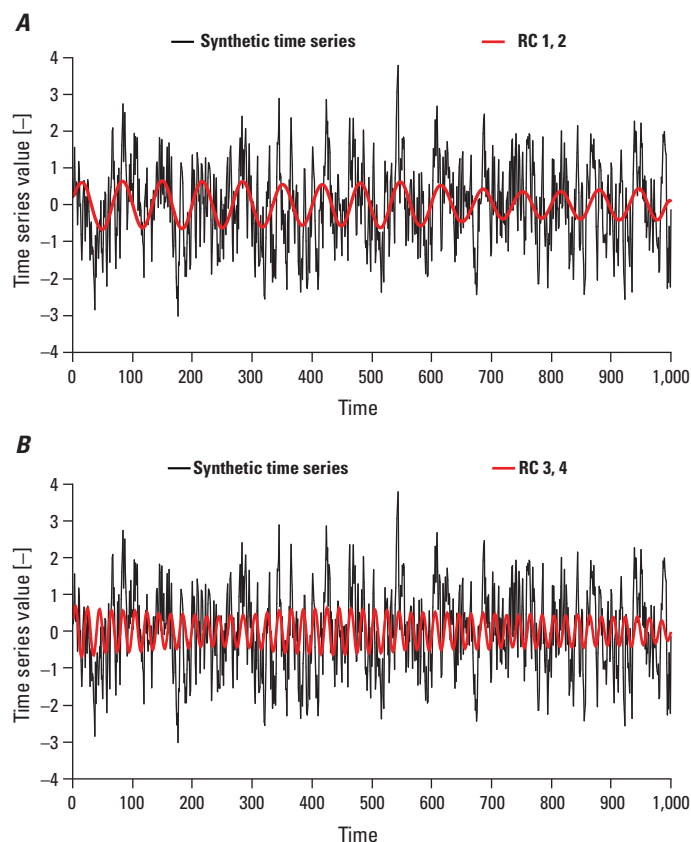 A
Synthetic time series RC 1, 2
4
3
2
1
0
–1
–2
–3
–4
Time series value [–]
0 100 200 300 400 500 600 700 800 900 1,000
Time
B
Synthetic time series RC 3, 4
4
3
2
1
0
–1
–2
–3
–4
Time series value [–]
0 100 200 300 400 500 600 700 800 900 1,000
Time